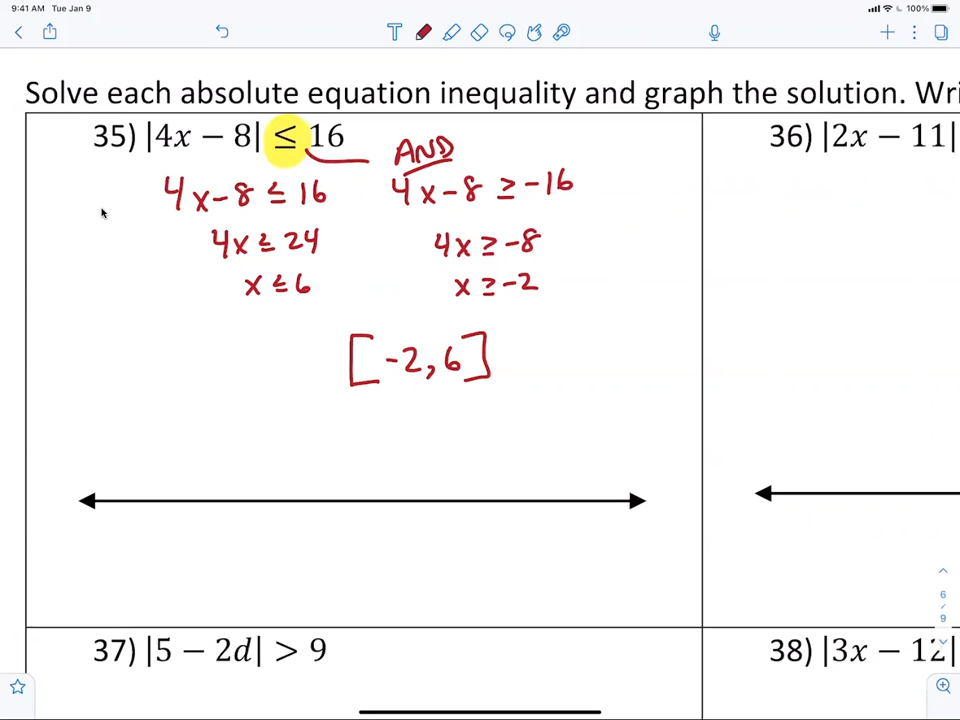 9:41 AM Tue Jan 9
100%
Solve each absolute equation inequality and graph the solution. Wri
35) |4x − 8| ≤ 16
AND
36) |2x − 11|
4x-8 ≤ 16
4x-8 ≥ -16
4x ≤ 24
4x ≥ -8
x ≤ 6
x ≥ -2
[-2,6]
6
/
9
37) |5 − 2d| > 9
38) |3x − 12|